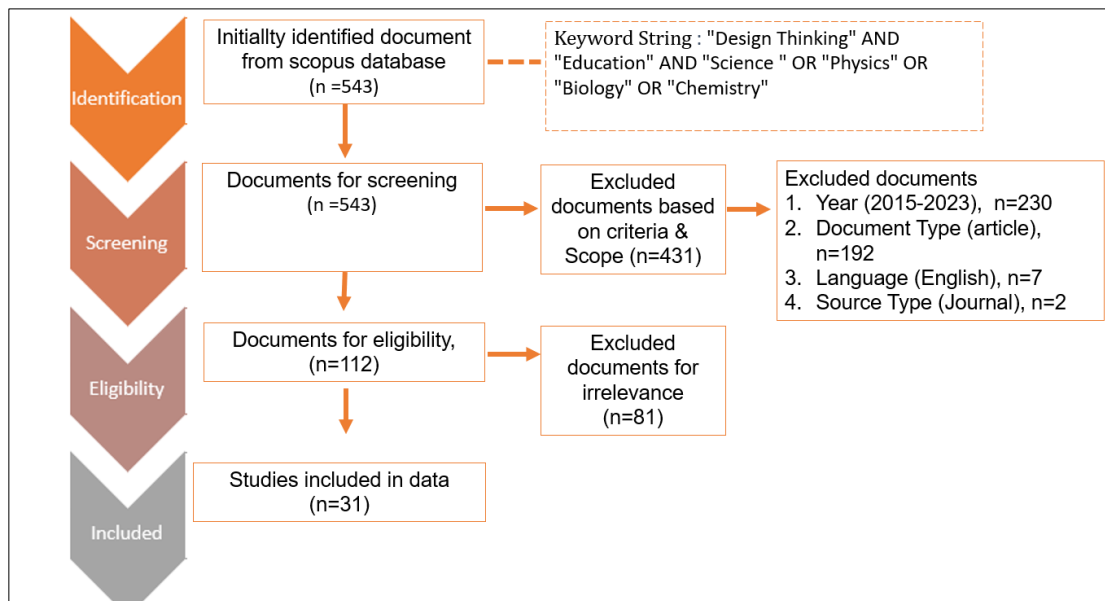 Initiallty identified document
from scopus database
(n =543)
Keyword String : "Design Thinking" AND
"Education" AND "Science " OR "Physics" OR
"Biology" OR "Chemistry"
Identification
Documents for screening
(n =543)
Excluded
documents based
on criteria &
Scope (n=431)
Excluded documents
1. Year (2015-2023), n=230
2. Document Type (article),
n=192
3. Language (English), n=7
4. Source Type (Journal), n=2
Screening
Documents for eligibility,
(n=112)
Excluded
documents for
irrelevance
(n=81)
Eligibility
Studies included in data
(n=31)
Included